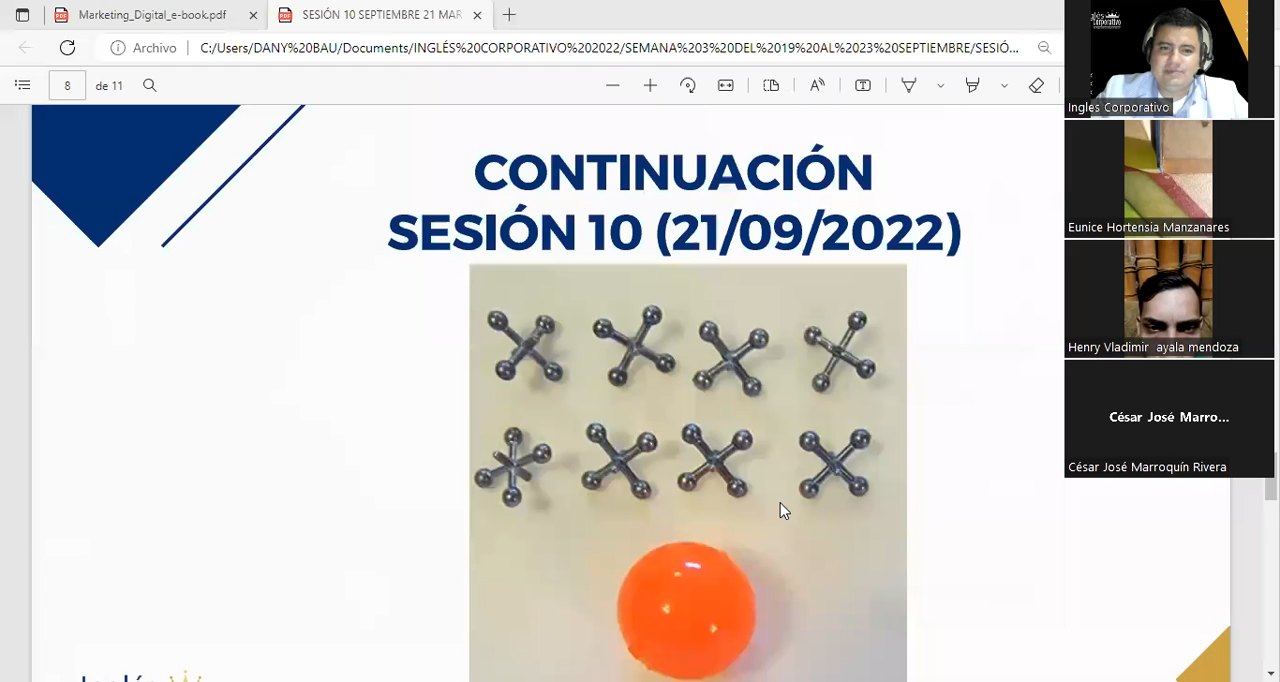 Marketing_Digital_e-book.pdf
SESIÓN 10 SEPTIEMBRE 21 MAR
Archivo
C:/Users/DANY%20BAU/Documents/INGLÉS%20CORPORATIVO%202022/SEMANA%203%20DEL%2019%20AL%2023%20SEPTIEMBRE/SESIÓ...
8
de 11
CONTINUACIÓN
SESIÓN 10 (21/09/2022)
Ingles Corporativo
Eunice Hortensia Manzanares
Henry Vladimir ayala mendoza
César José Marro...
César José Marroquín Rivera